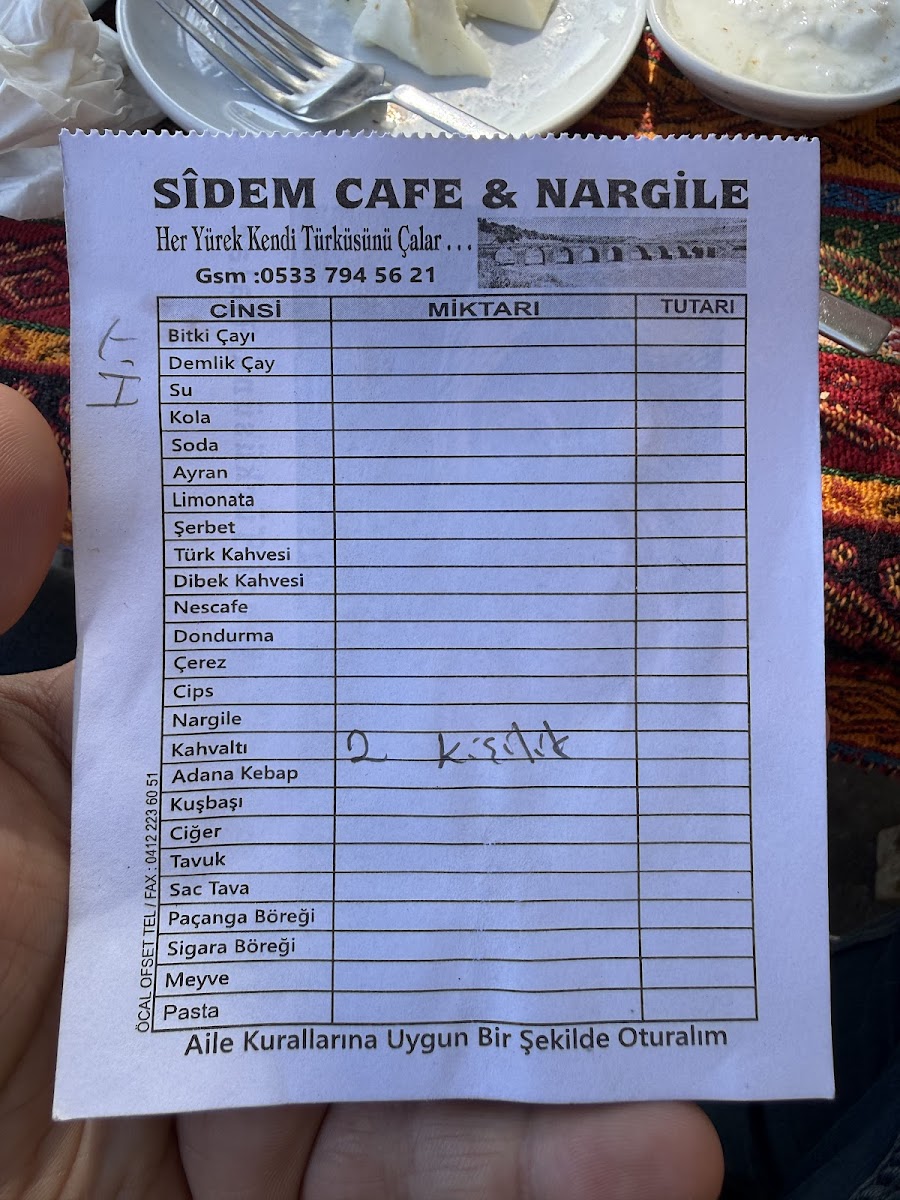 SÎDEM CAFE & NARGİLE
Her Yürek Kendi Türküsünü Çalar...
Gsm :0533 794 56 21
CİNSİ MİKTARI TUTARI
Bitki Çayı
Demlik Çay
Su
Kola
Soda
Ayran
Limonata
Şerbet
Türk Kahvesi
Dibek Kahvesi
Nescafe
Dondurma
Çerez
Cips
Nargile
Kahvaltı 2 kişilik
Adana Kebap
Kuşbaşı
Ciğer
Tavuk
Sac Tava
Paçanga Böreği
Sigara Böreği
Meyve
Pasta
Aile Kurallarına Uygun Bir Şekilde Oturalım
ÖCAL OFSET TEL / FAX : 0412 223 60 51